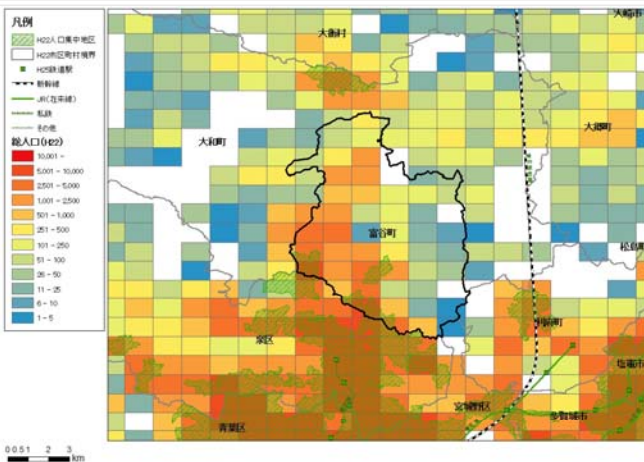 凡例
H22人口集中地区
H22市区町村境界
H25鉄道駅
新幹線
JR(在来線)
私鉄
その他
総人口(H22)
10,001 -
5,001 - 10,000
2,501 - 5,000
1,001 - 2,500
501 - 1,000
251 - 500
101 - 250
51 - 100
26 - 50
11 - 25
6 - 10
1 - 5
大衡村
大崎市
大和町
大郷町
富谷町
松島町
利府町
泉区
塩竈市
宮城野区
多賀城市
青葉区
0 0.5 1 2 3
km